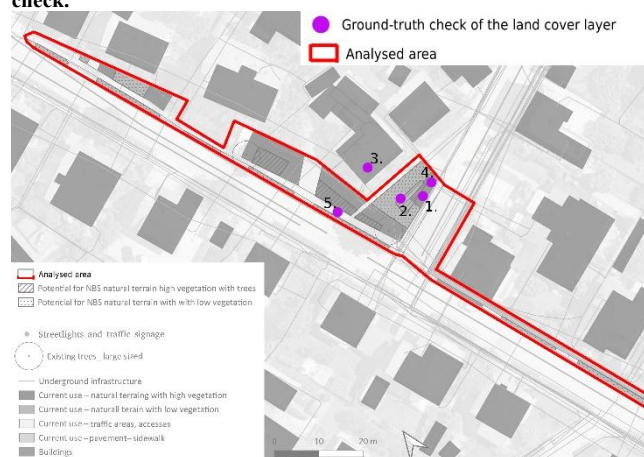 check.
Ground-truth check of the land cover layer
Analysed area
3.
4.
2.
1.
5.
Analysed area
Potential for NBS natural terrain high vegetation with trees
Potencial for NBS natural terrain with with low vegetation
Streetlights and traffic signage
Existing trees_ large sized
Underground infrastructure
Current use – natural terraing with high vegetation
Current use – naturall terrain with low vegetation
Current use – traffic areas, accesses
Current use – pavement– sidewalk
Buildings
0 10 20 m